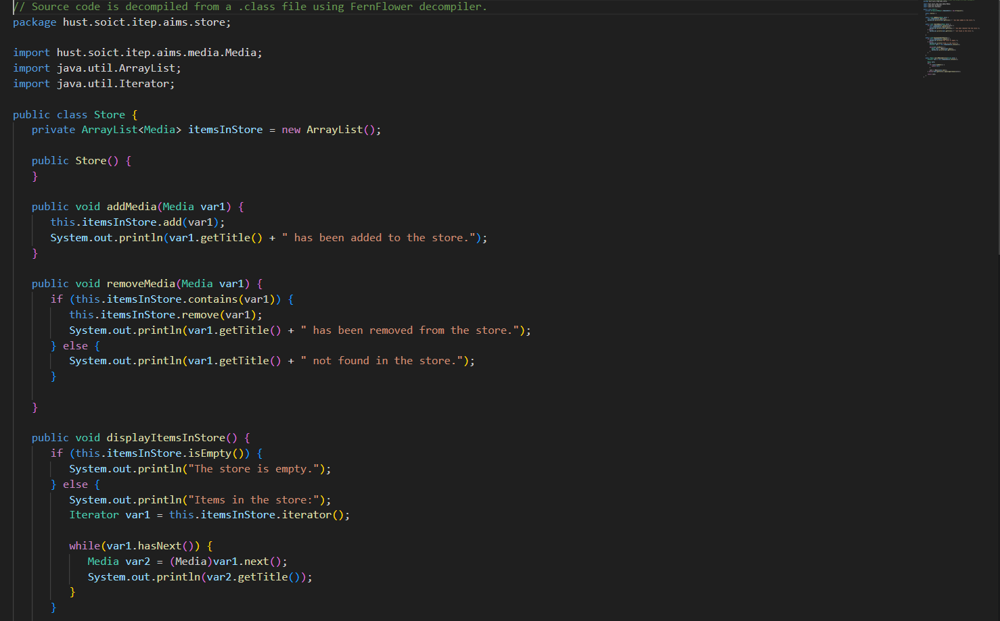 // Source code is decompiled from a .class file using FernFlower decompiler.
package hust.soict.itep.aims.store;

import hust.soict.itep.aims.media.Media;
import java.util.ArrayList;
import java.util.Iterator;

public class Store {
   private ArrayList<Media> itemsInStore = new ArrayList();

   public Store() {
   }

   public void addMedia(Media var1) {
      this.itemsInStore.add(var1);
      System.out.println(var1.getTitle() + " has been added to the store.");
   }

   public void removeMedia(Media var1) {
      if (this.itemsInStore.contains(var1)) {
         this.itemsInStore.remove(var1);
         System.out.println(var1.getTitle() + " has been removed from the store.");
      } else {
         System.out.println(var1.getTitle() + " not found in the store.");
      }

   }

   public void displayItemsInStore() {
      if (this.itemsInStore.isEmpty()) {
         System.out.println("The store is empty.");
      } else {
         System.out.println("Items in the store:");
         Iterator var1 = this.itemsInStore.iterator();

         while(var1.hasNext()) {
            Media var2 = (Media)var1.next();
            System.out.println(var2.getTitle());
         }
      }